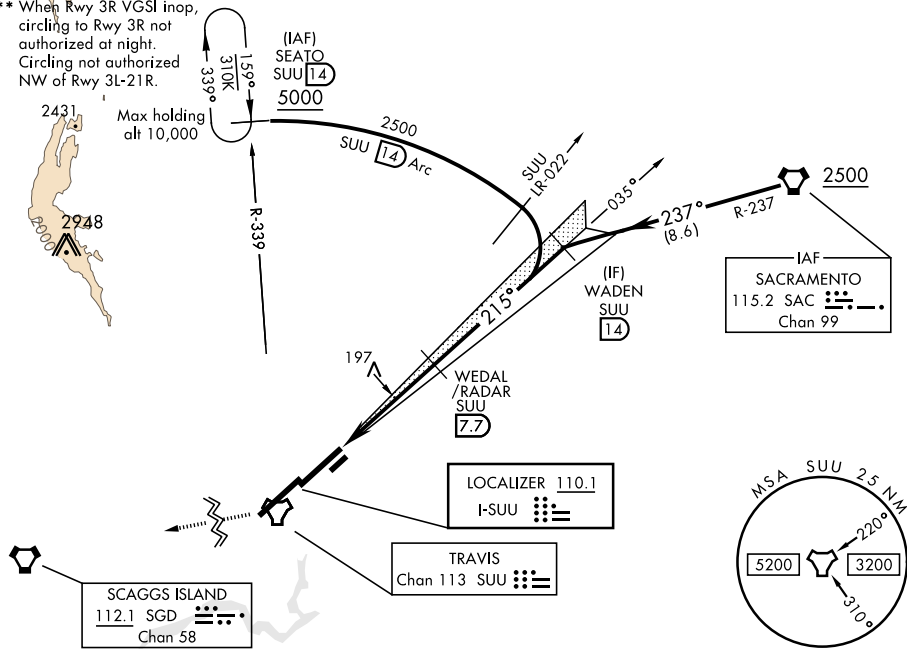 ** When Rwy 3R VGSI inop,
circling to Rwy 3R not
authorized at night.
Circling not authorized
NW of Rwy 3L-21R.
2431
2948
Max holding
alt 10,000
339°
310K
159°
(IAF)
SEATO
SUU 14
5000
2500
SUU 14 Arc
R-339
SUU
LR-022
035°
237°
(8.6)
R-237
2500
IAF
SACRAMENTO
115.2 SAC
Chan 99
(IF)
WADEN
SUU
14
215°
197
WEDAL
/RADAR
SUU
7.7
LOCALIZER 110.1
I-SUU
TRAVIS
Chan 113 SUU
SCAGGS ISLAND
112.1 SGD
Chan 58
MSA SUU 25 NM
220°
5200
3200
310°